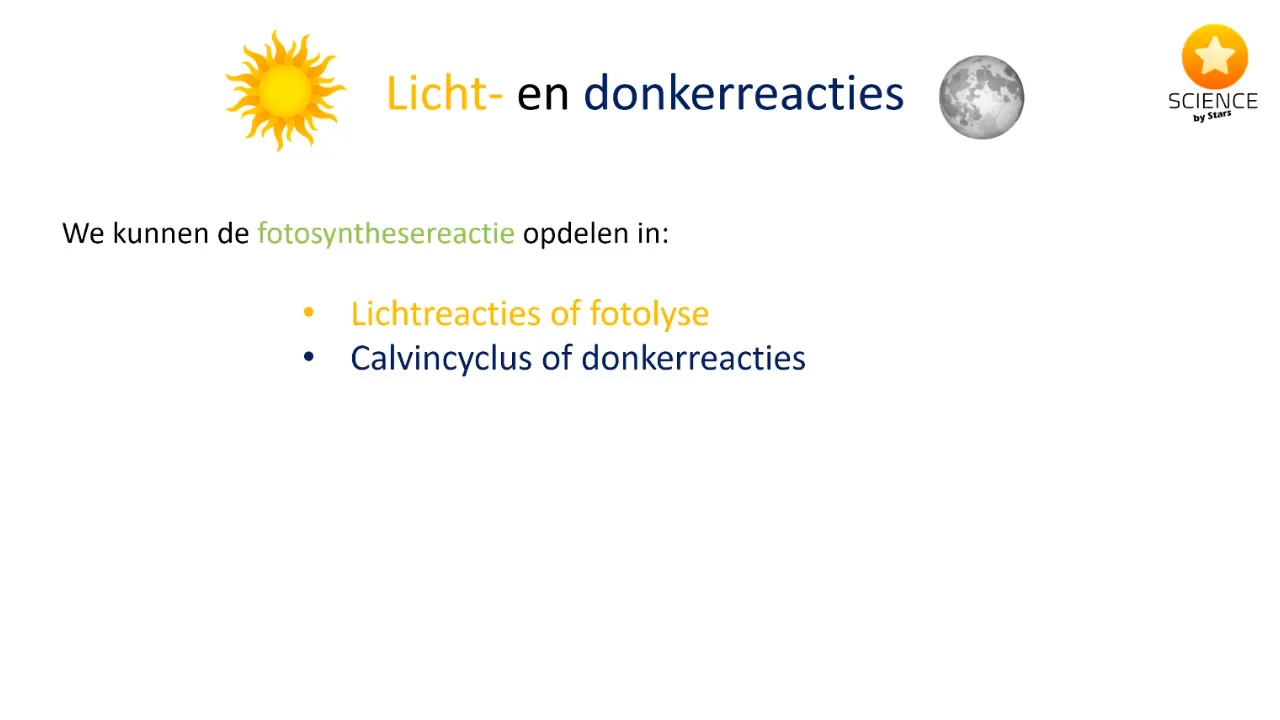 Licht- en donkerreacties
SCIENCE
by Stars
We kunnen de fotosynthesereactie opdelen in:
• Lichtreacties of fotolyse
• Calvincyclus of donkerreacties